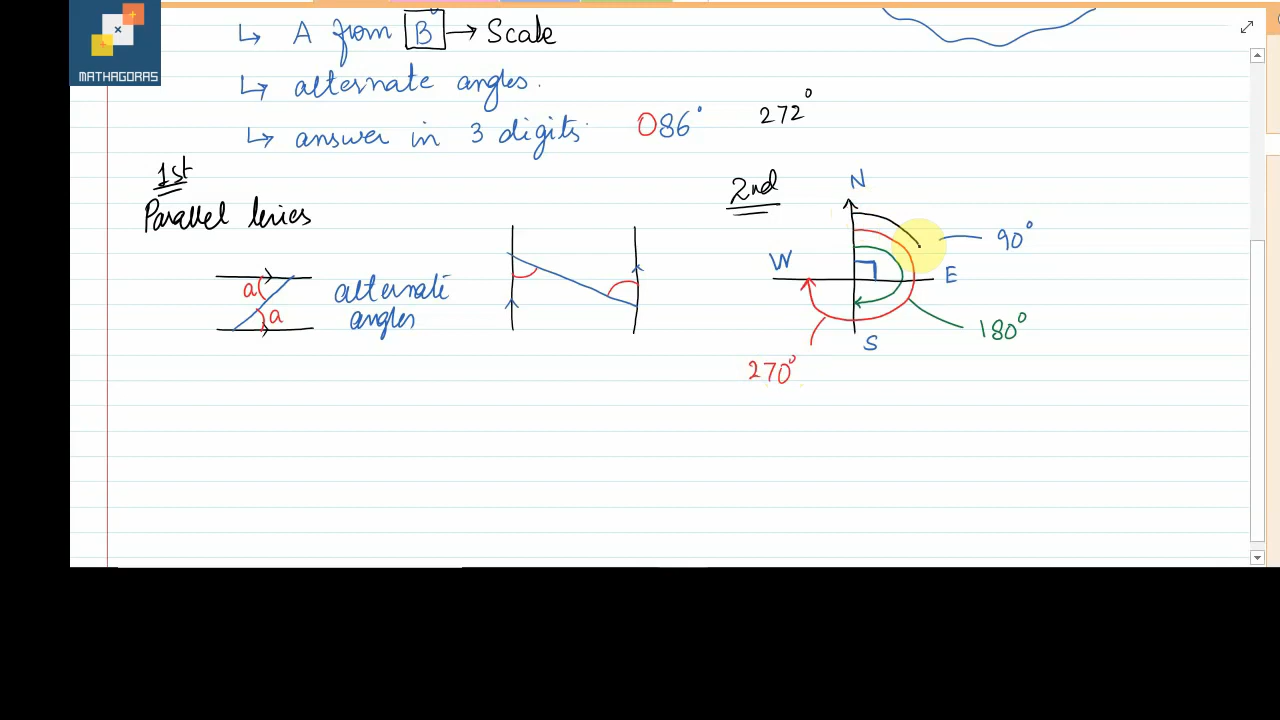 MATHAGORAS
↳ A from B → Scale
↳ alternate angles.
↳ answer in 3 digits. 086° 272°
1st
Parallel lines
a
a
alternate
angles
2nd
N
W
E
S
90°
180°
270°